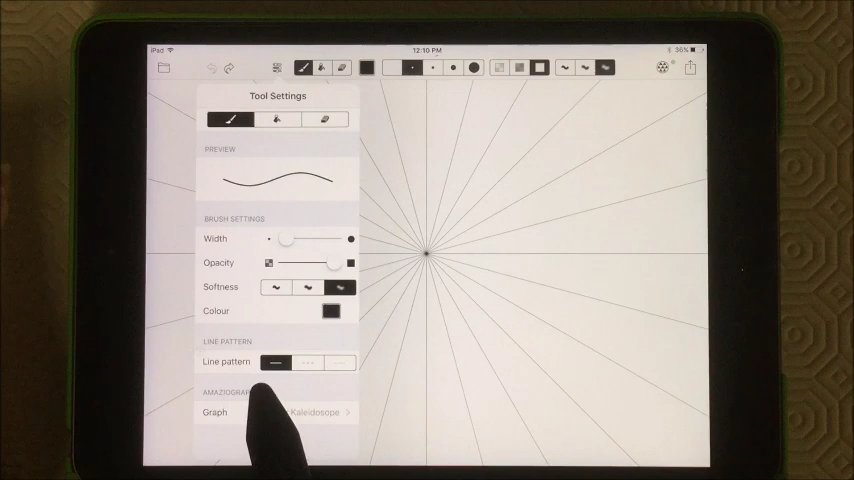 iPad 12:10 PM 36%
Tool Settings
PREVIEW
BRUSH SETTINGS
Width
Opacity
Softness
Colour
LINE PATTERN
Line pattern
Graph Kaleidosope >